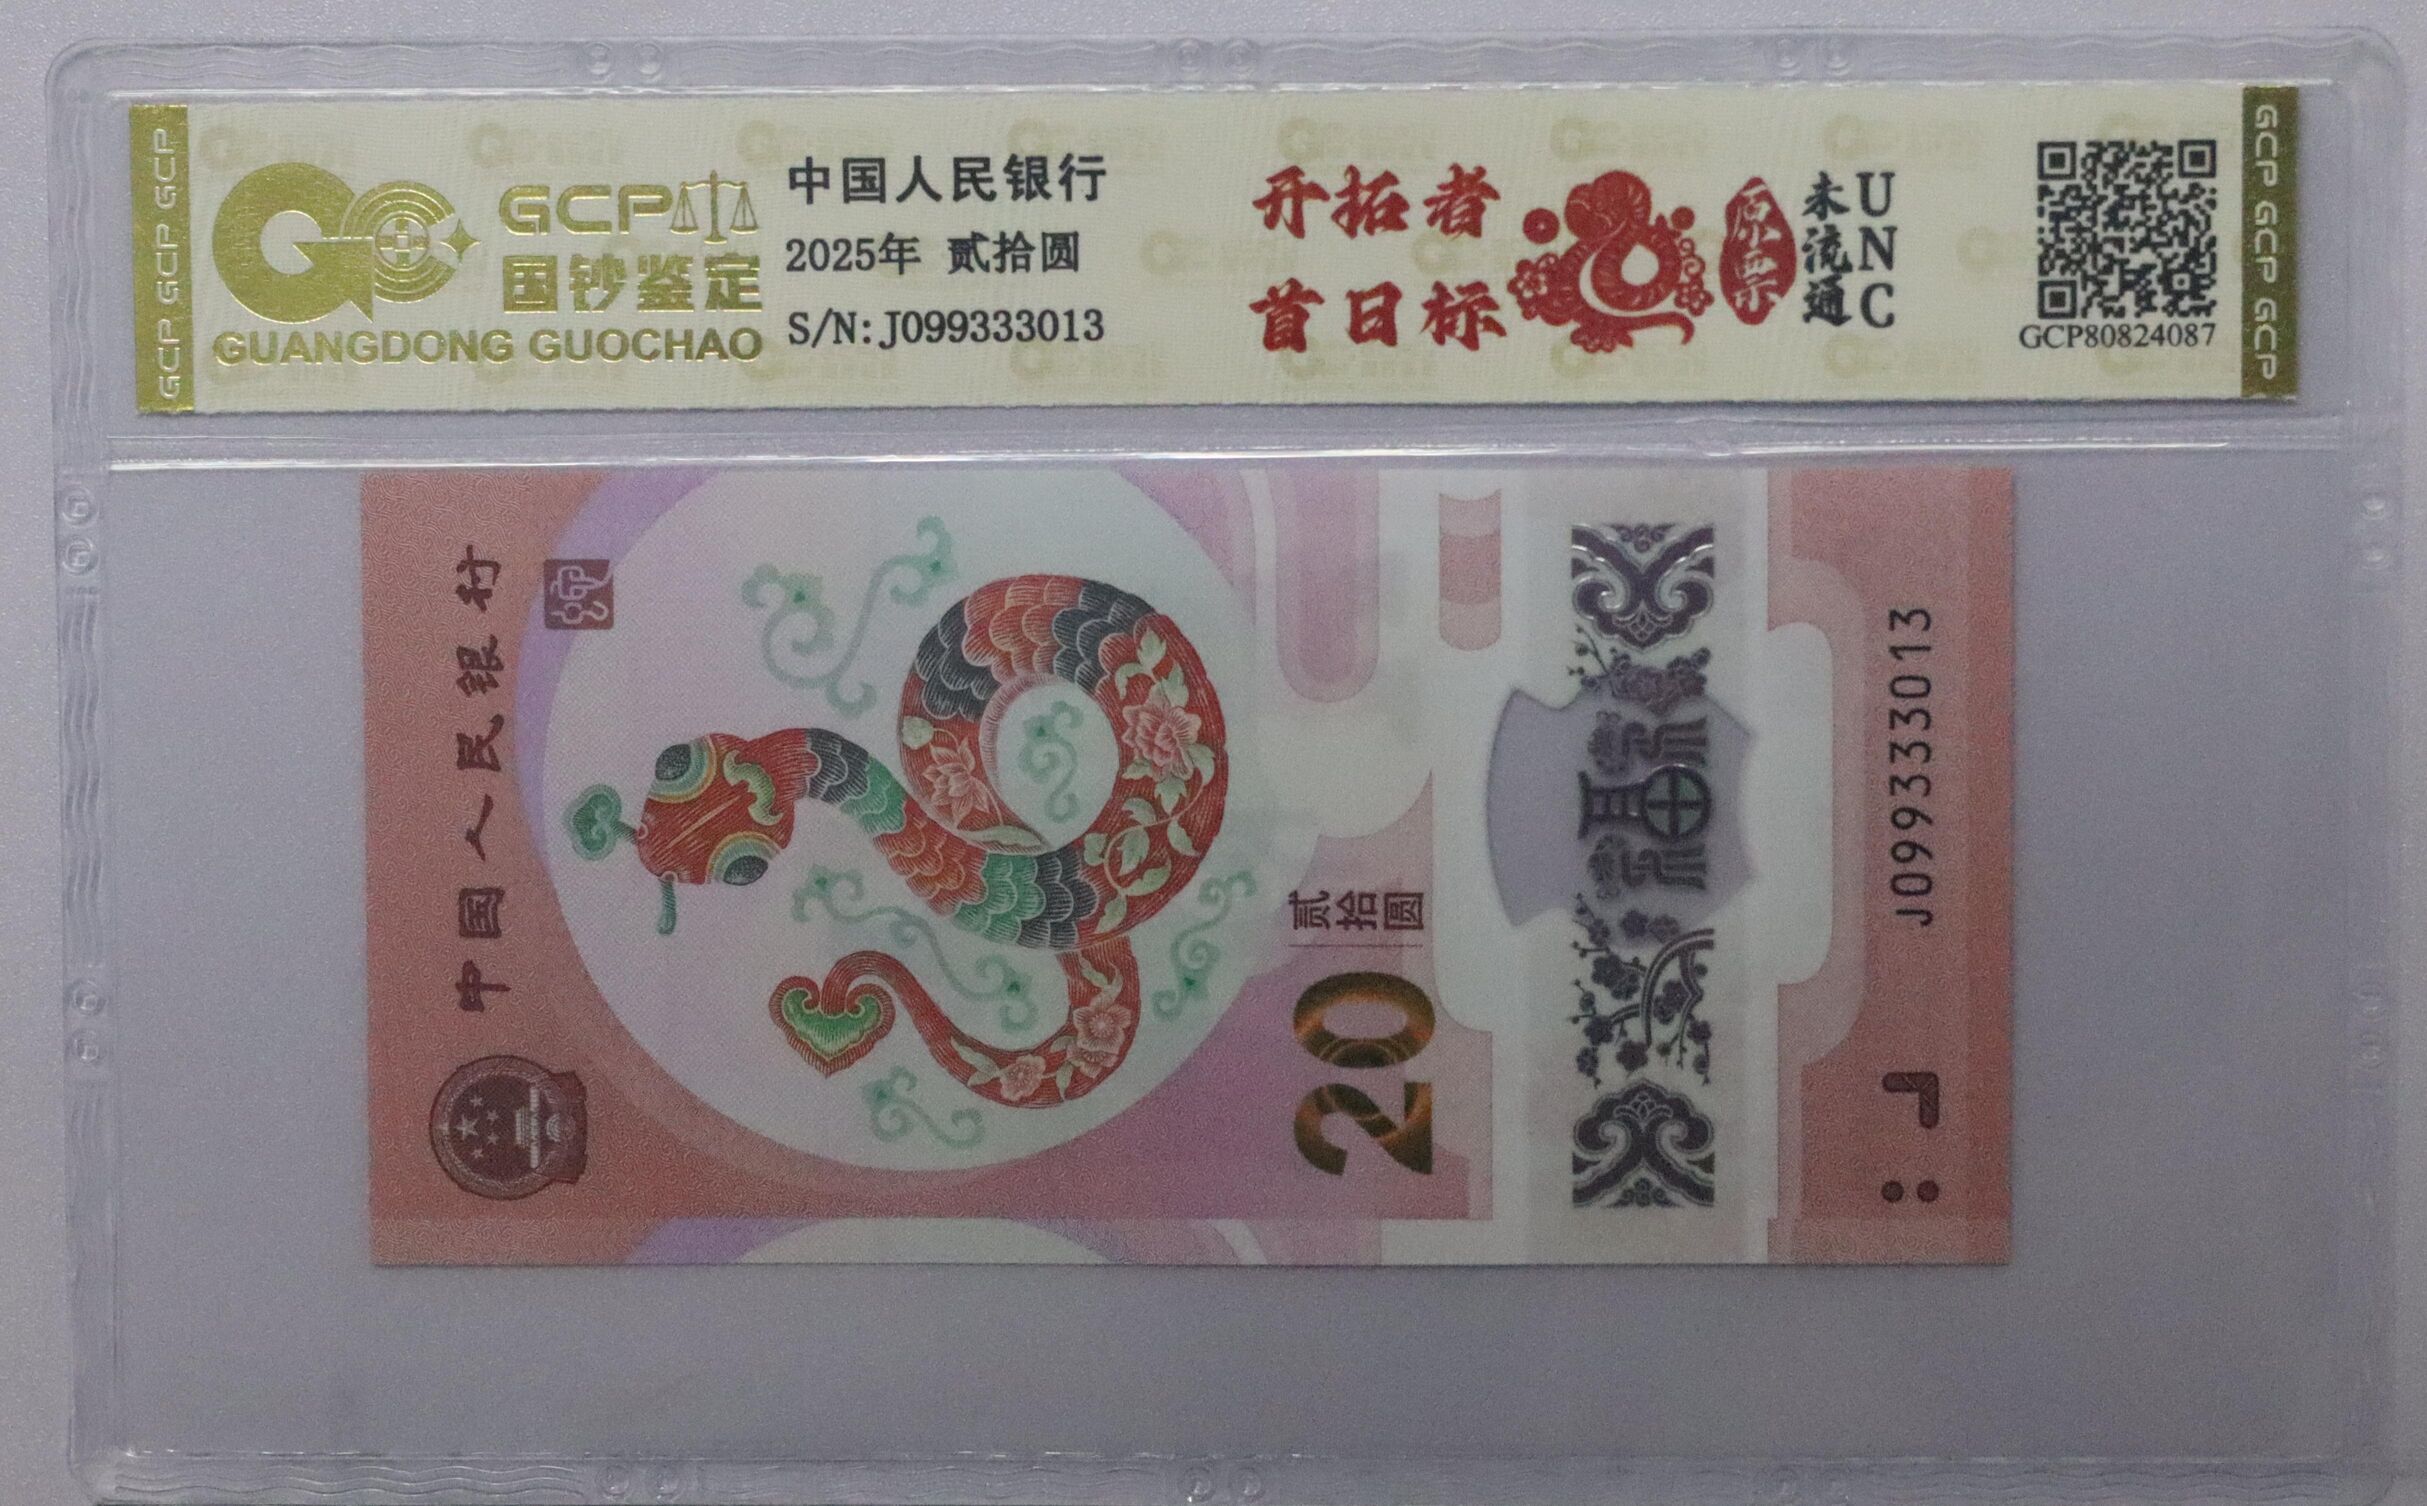 GCP GCP GCP
GCP
国钞鉴定
GUANGDONG GUOCHAO
中国人民银行
2025年 贰拾圆
S/N:J099333013
开拓者
首日标
原票
未流通
UNC
GCP80824087
GCP GCP GCP
中国人民银行
蛇
贰拾圆
20
福
J099333013